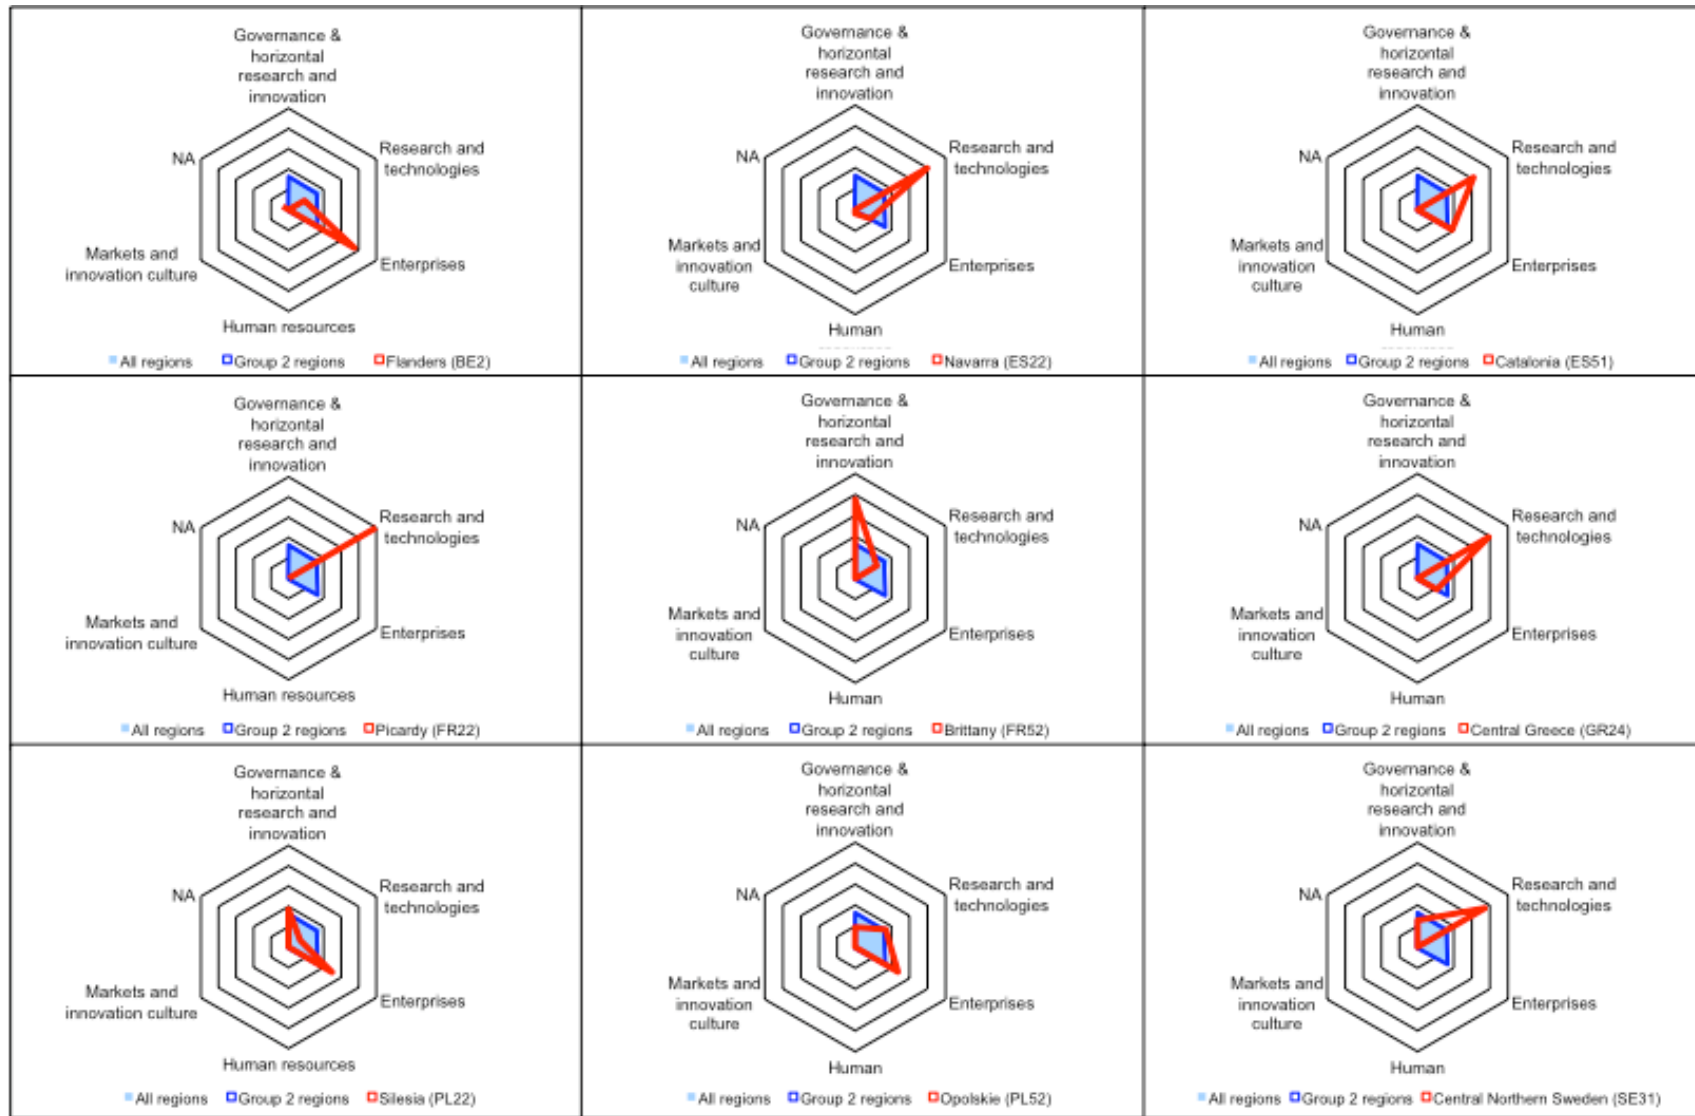 Governance &
horizontal
research and
innovation
NA
Research and
technologies
Markets and
innovation culture
Enterprises
Human resources
All regions Group 2 regions Flanders (BE2)
Governance &
horizontal
research and
innovation
NA
Research and
technologies
Markets and
innovation
culture
Enterprises
Human
All regions Group 2 regions Navarra (ES22)
Governance &
horizontal
research and
innovation
NA
Research and
technologies
Markets and
innovation
culture
Enterprises
Human
All regions Group 2 regions Catalonia (ES51)
Governance &
horizontal
research and
innovation
NA
Research and
technologies
Markets and
innovation culture
Enterprises
Human resources
All regions Group 2 regions Picardy (FR22)
Governance &
horizontal
research and
innovation
NA
Research and
technologies
Markets and
innovation
culture
Enterprises
Human
All regions Group 2 regions Brittany (FR52)
Governance &
horizontal
research and
innovation
NA
Research and
technologies
Markets and
innovation
culture
Enterprises
Human
All regions Group 2 regions Central Greece (GR24)
Governance &
horizontal
research and
innovation
NA
Research and
technologies
Markets and
innovation culture
Enterprises
Human resources
All regions Group 2 regions Silesia (PL22)
Governance &
horizontal
research and
innovation
NA
Research and
technologies
Markets and
innovation
culture
Enterprises
Human
All regions Group 2 regions Opolskie (PL52)
Governance &
horizontal
research and
innovation
NA
Research and
technologies
Markets and
innovation
culture
Enterprises
Human
All regions Group 2 regions Central Northern Sweden (SE31)